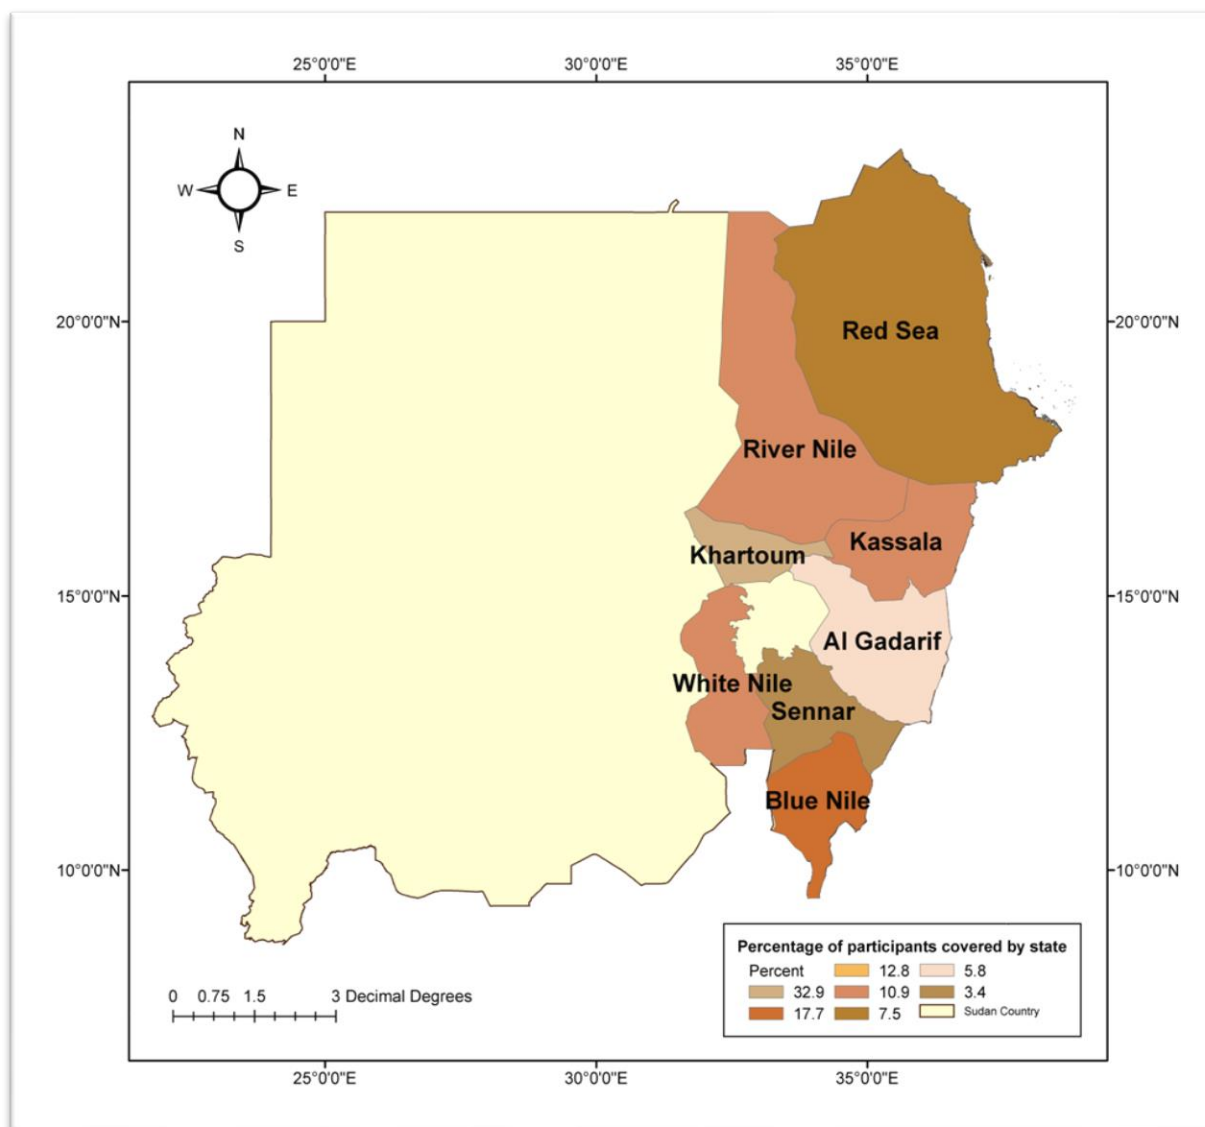 25°0'0"E 30°0'0"E 35°0'0"E
N
W E
S
20°0'0"N 20°0'0"N
Red Sea
River Nile
Kassala
Khartoum
15°0'0"N 15°0'0"N
Al Gadarif
White Nile
Sennar
Blue Nile
10°0'0"N 10°0'0"N
Percentage of participants covered by state
Percent 12.8 5.8
32.9 10.9 3.4
17.7 7.5 Sudan Country
0 0.75 1.5 3 Decimal Degrees
25°0'0"E 30°0'0"E 35°0'0"E